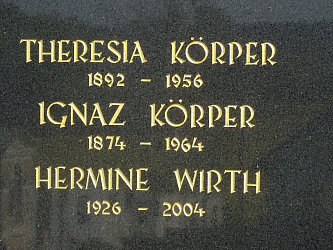 THERESIA KÖRPER
1892 – 1956
IGNAZ KÖRPER
1874 – 1964
HERMINE WIRTH
1926 – 2004